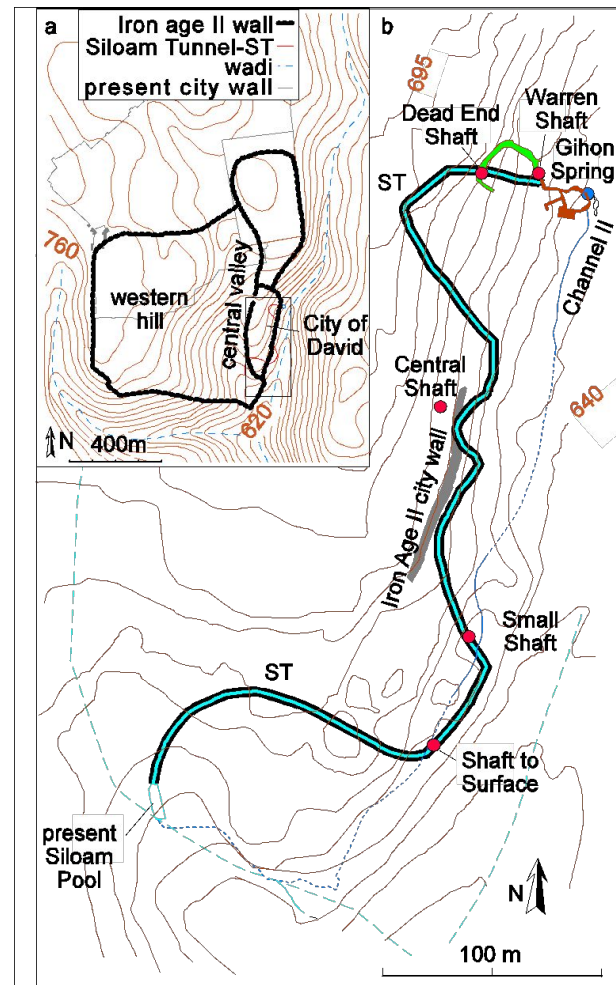 a
Iron age II wall
Siloam Tunnel-ST
wadi
present city wall
760
western
hill
central valley
City of
David
620
N
400m
b
695
Dead End
Shaft
Warren
Shaft
Gihon
Spring
ST
Channel II
Central
Shaft
640
Iron Age II city wall
Small
Shaft
ST
Shaft to
Surface
present
Siloam
Pool
N
100 m